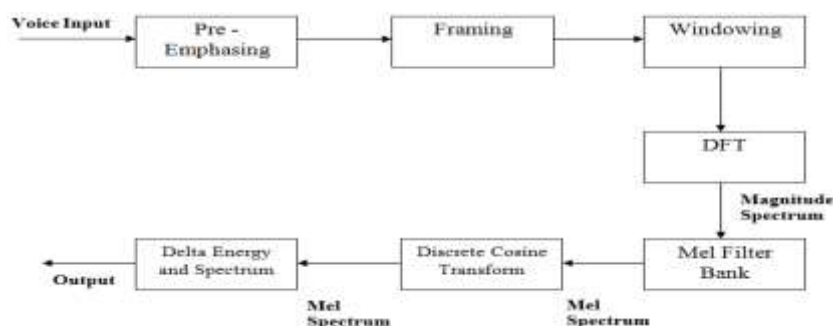 Voice Input
Pre -
Emphasing
Framing
Windowing
DFT
Magnitude
Spectrum
Mel Filter
Bank
Mel
Spectrum
Discrete Cosine
Transform
Mel
Spectrum
Delta Energy
and Spectrum
Output